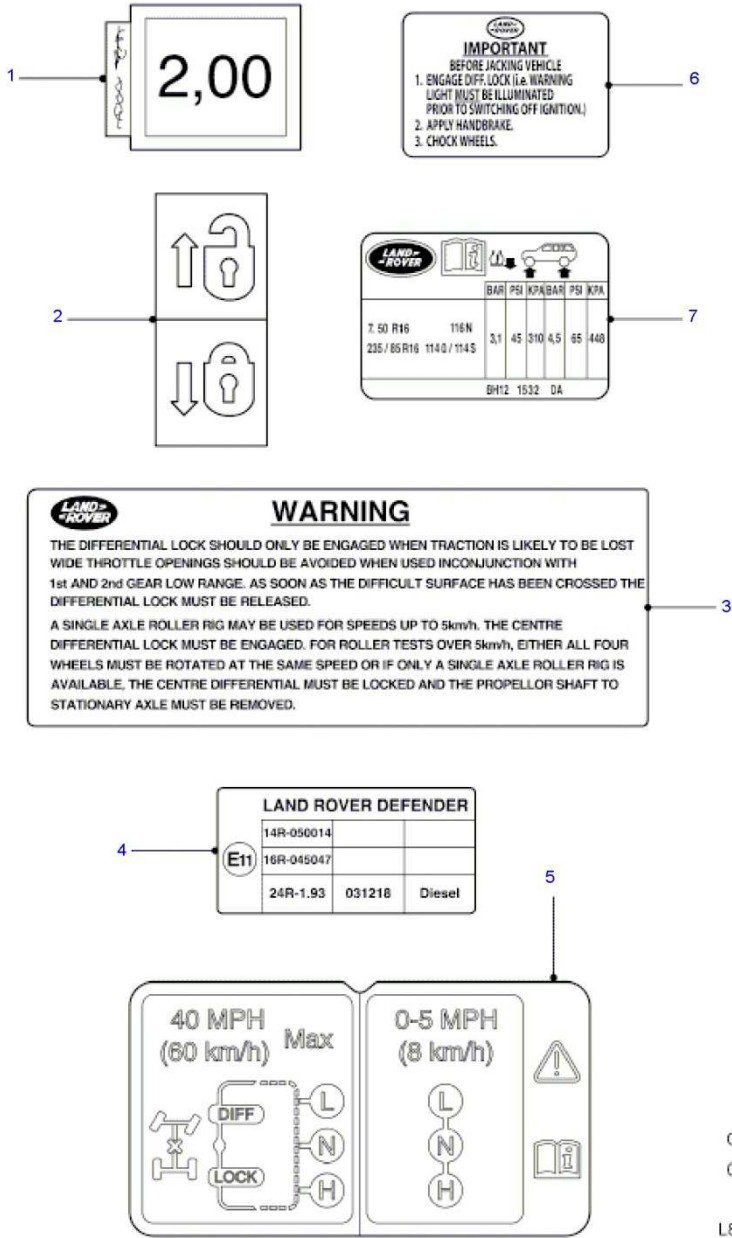 2,00
1
LAND-
-ROVER
IMPORTANT
BEFORE JACKING VEHICLE
1. ENGAGE DIFF. LOCK (i.e. WARNING
LIGHT MUST BE ILLUMINATED
PRIOR TO SWITCHING OFF IGNITION.)
2. APPLY HANDBRAKE.
3. CHOCK WHEELS.
6
2
LAND-
-ROVER
BAR PSI KPA BAR PSI KPA
7. 50 R16 116N
235 / 85 R16 114Q / 114S
3,1 45 310 4,5 65 448
BH12 1532 DA
7
LAND-
-ROVER
WARNING
THE DIFFERENTIAL LOCK SHOULD ONLY BE ENGAGED WHEN TRACTION IS LIKELY TO BE LOST
WIDE THROTTLE OPENINGS SHOULD BE AVOIDED WHEN USED INCONJUNCTION WITH
1st AND 2nd GEAR LOW RANGE. AS SOON AS THE DIFFICULT SURFACE HAS BEEN CROSSED THE
DIFFERENTIAL LOCK MUST BE RELEASED.
A SINGLE AXLE ROLLER RIG MAY BE USED FOR SPEEDS UP TO 5km/h. THE CENTRE
DIFFERENTIAL LOCK MUST BE ENGAGED. FOR ROLLER TESTS OVER 5km/h, EITHER ALL FOUR
WHEELS MUST BE ROTATED AT THE SAME SPEED OR IF ONLY A SINGLE AXLE ROLLER RIG IS
AVAILABLE, THE CENTRE DIFFERENTIAL MUST BE LOCKED AND THE PROPELLOR SHAFT TO
STATIONARY AXLE MUST BE REMOVED.
3
LAND ROVER DEFENDER
E11
14R-050014
16R-045047
24R-1.93 031218 Diesel
4
5
40 MPH
(60 km/h) Max
DIFF
LOCK
L
N
H
0-5 MPH
(8 km/h)
L
N
H
i
L8